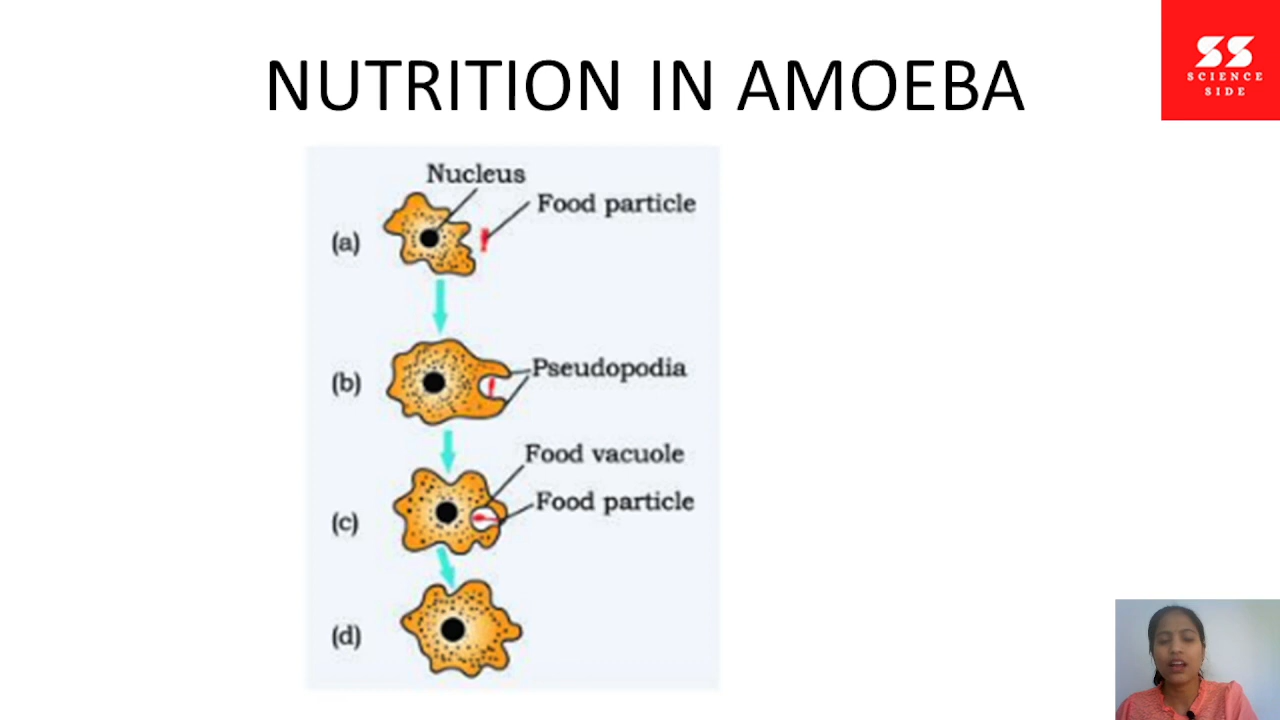 NUTRITION IN AMOEBA
SS
SCIENCE
SIDE
Nucleus
Food particle
(a)
Pseudopodia
(b)
Food vacuole
Food particle
(c)
(d)